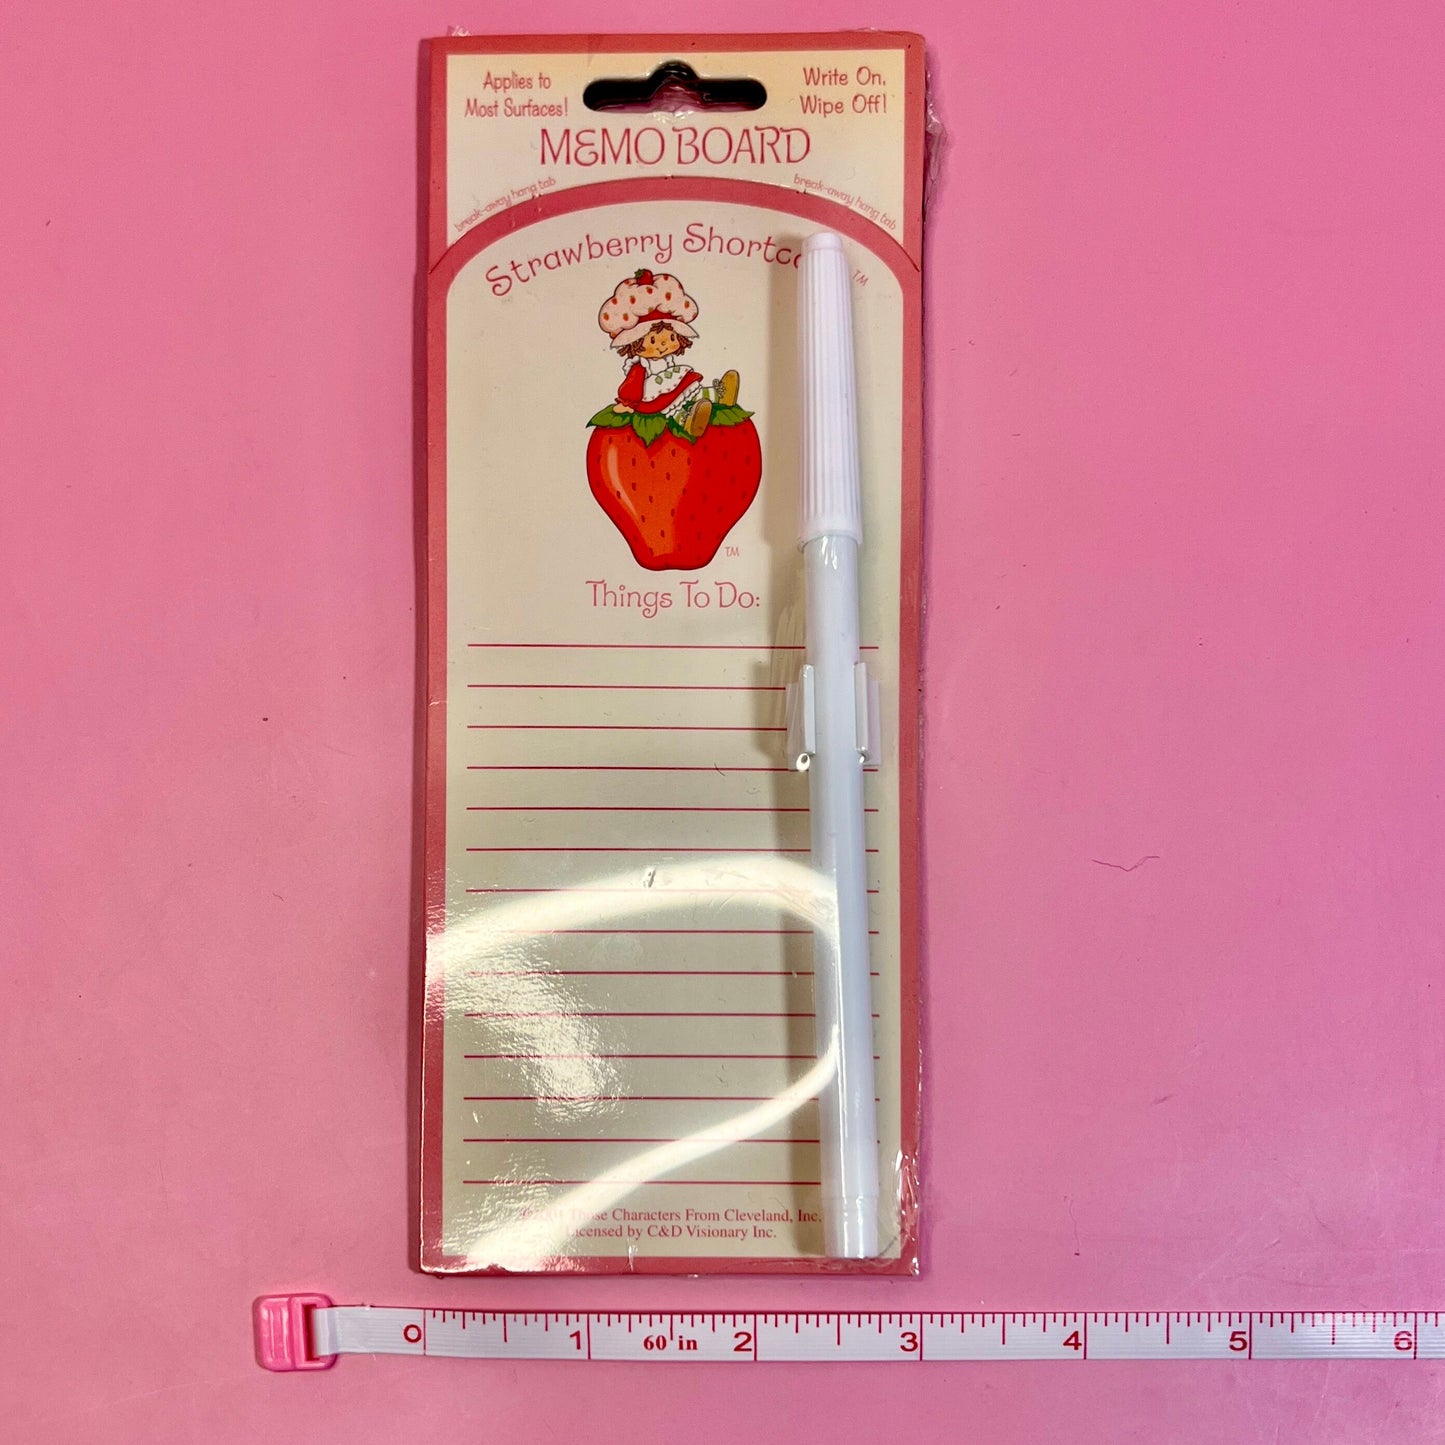 Applies to
Most Surfaces!
Write On,
Wipe Off!
MEMO BOARD
break-away hang tab
break-away hang tab
Strawberry Shortc
TM
TM
Things To Do:
Those Characters From Cleveland, Inc.
Licensed by C&D Visionary Inc.
0 1 60 in 2 3 4 5 6